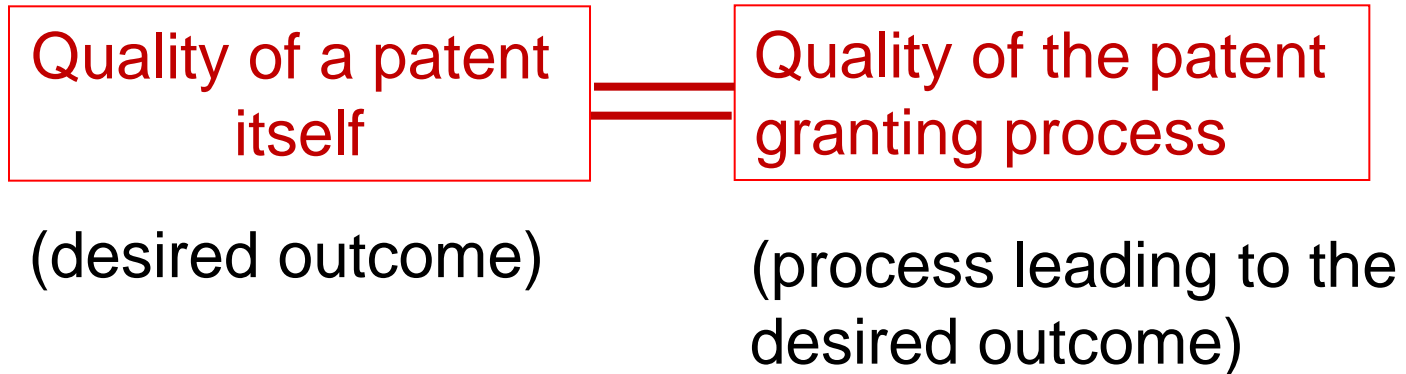 Quality of a patent
itself
Quality of the patent
granting process
(desired outcome)
(process leading to the
desired outcome)